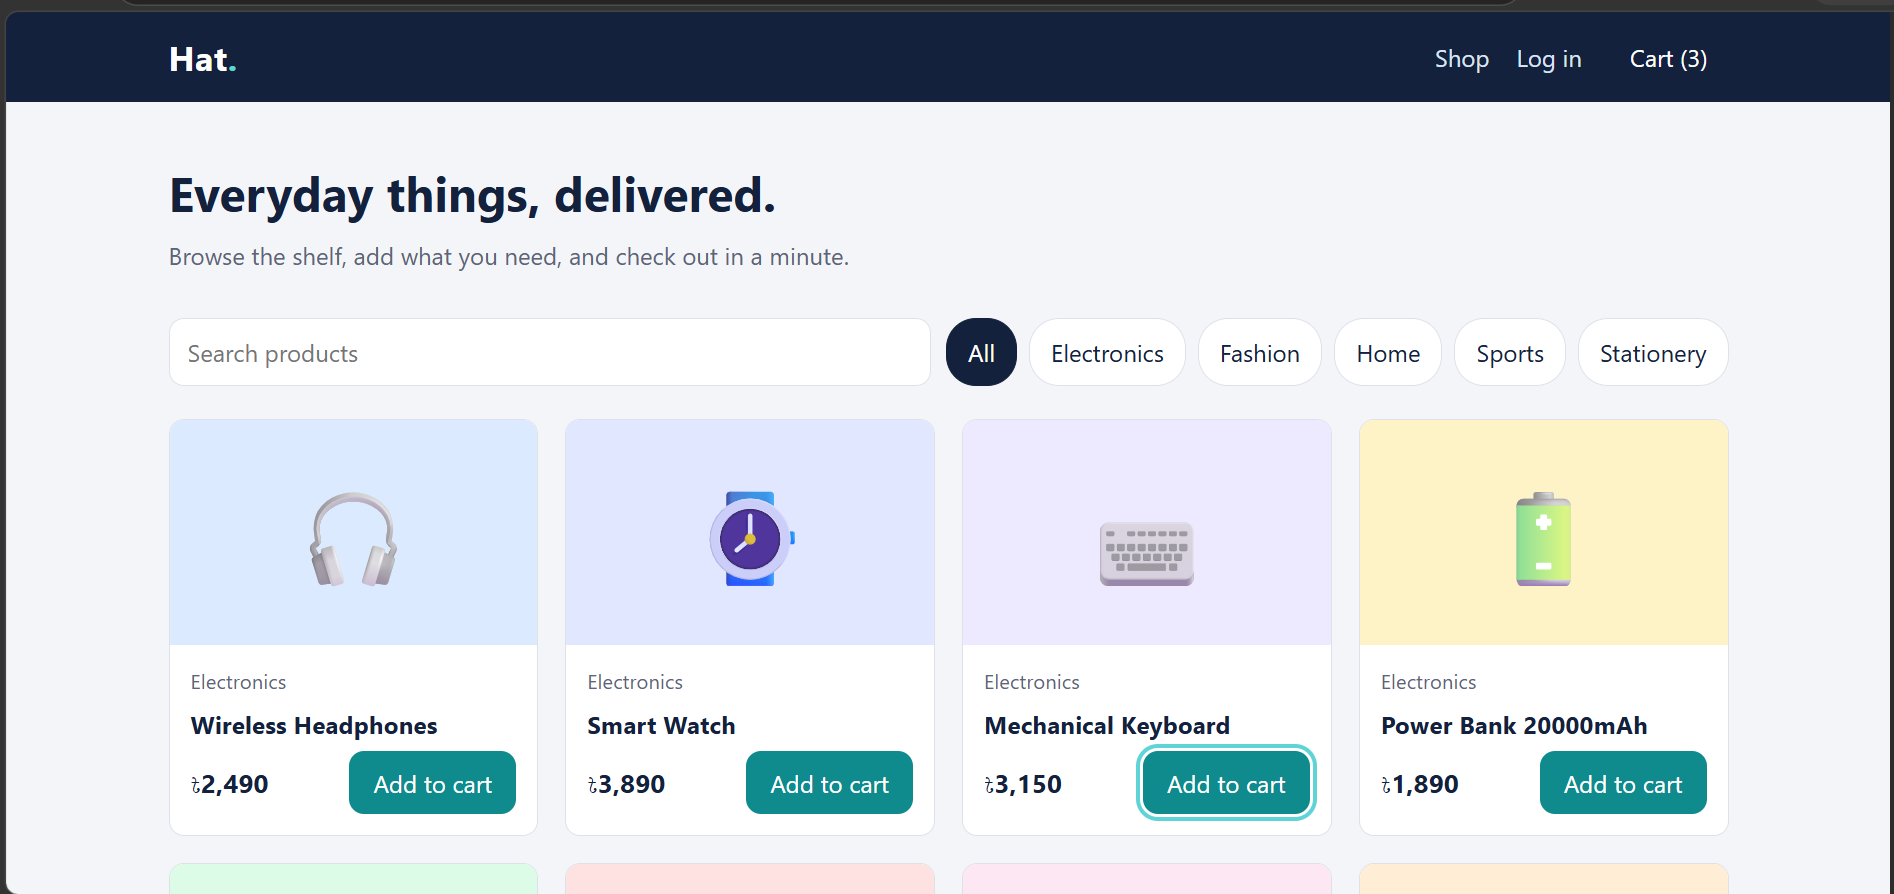 Hat.
Shop
Log in
Cart (3)
Everyday things, delivered.
Browse the shelf, add what you need, and check out in a minute.
Search products
All
Electronics
Fashion
Home
Sports
Stationery
Electronics
Wireless Headphones
৳2,490
Add to cart
Electronics
Smart Watch
৳3,890
Add to cart
Electronics
Mechanical Keyboard
৳3,150
Add to cart
Electronics
Power Bank 20000mAh
৳1,890
Add to cart